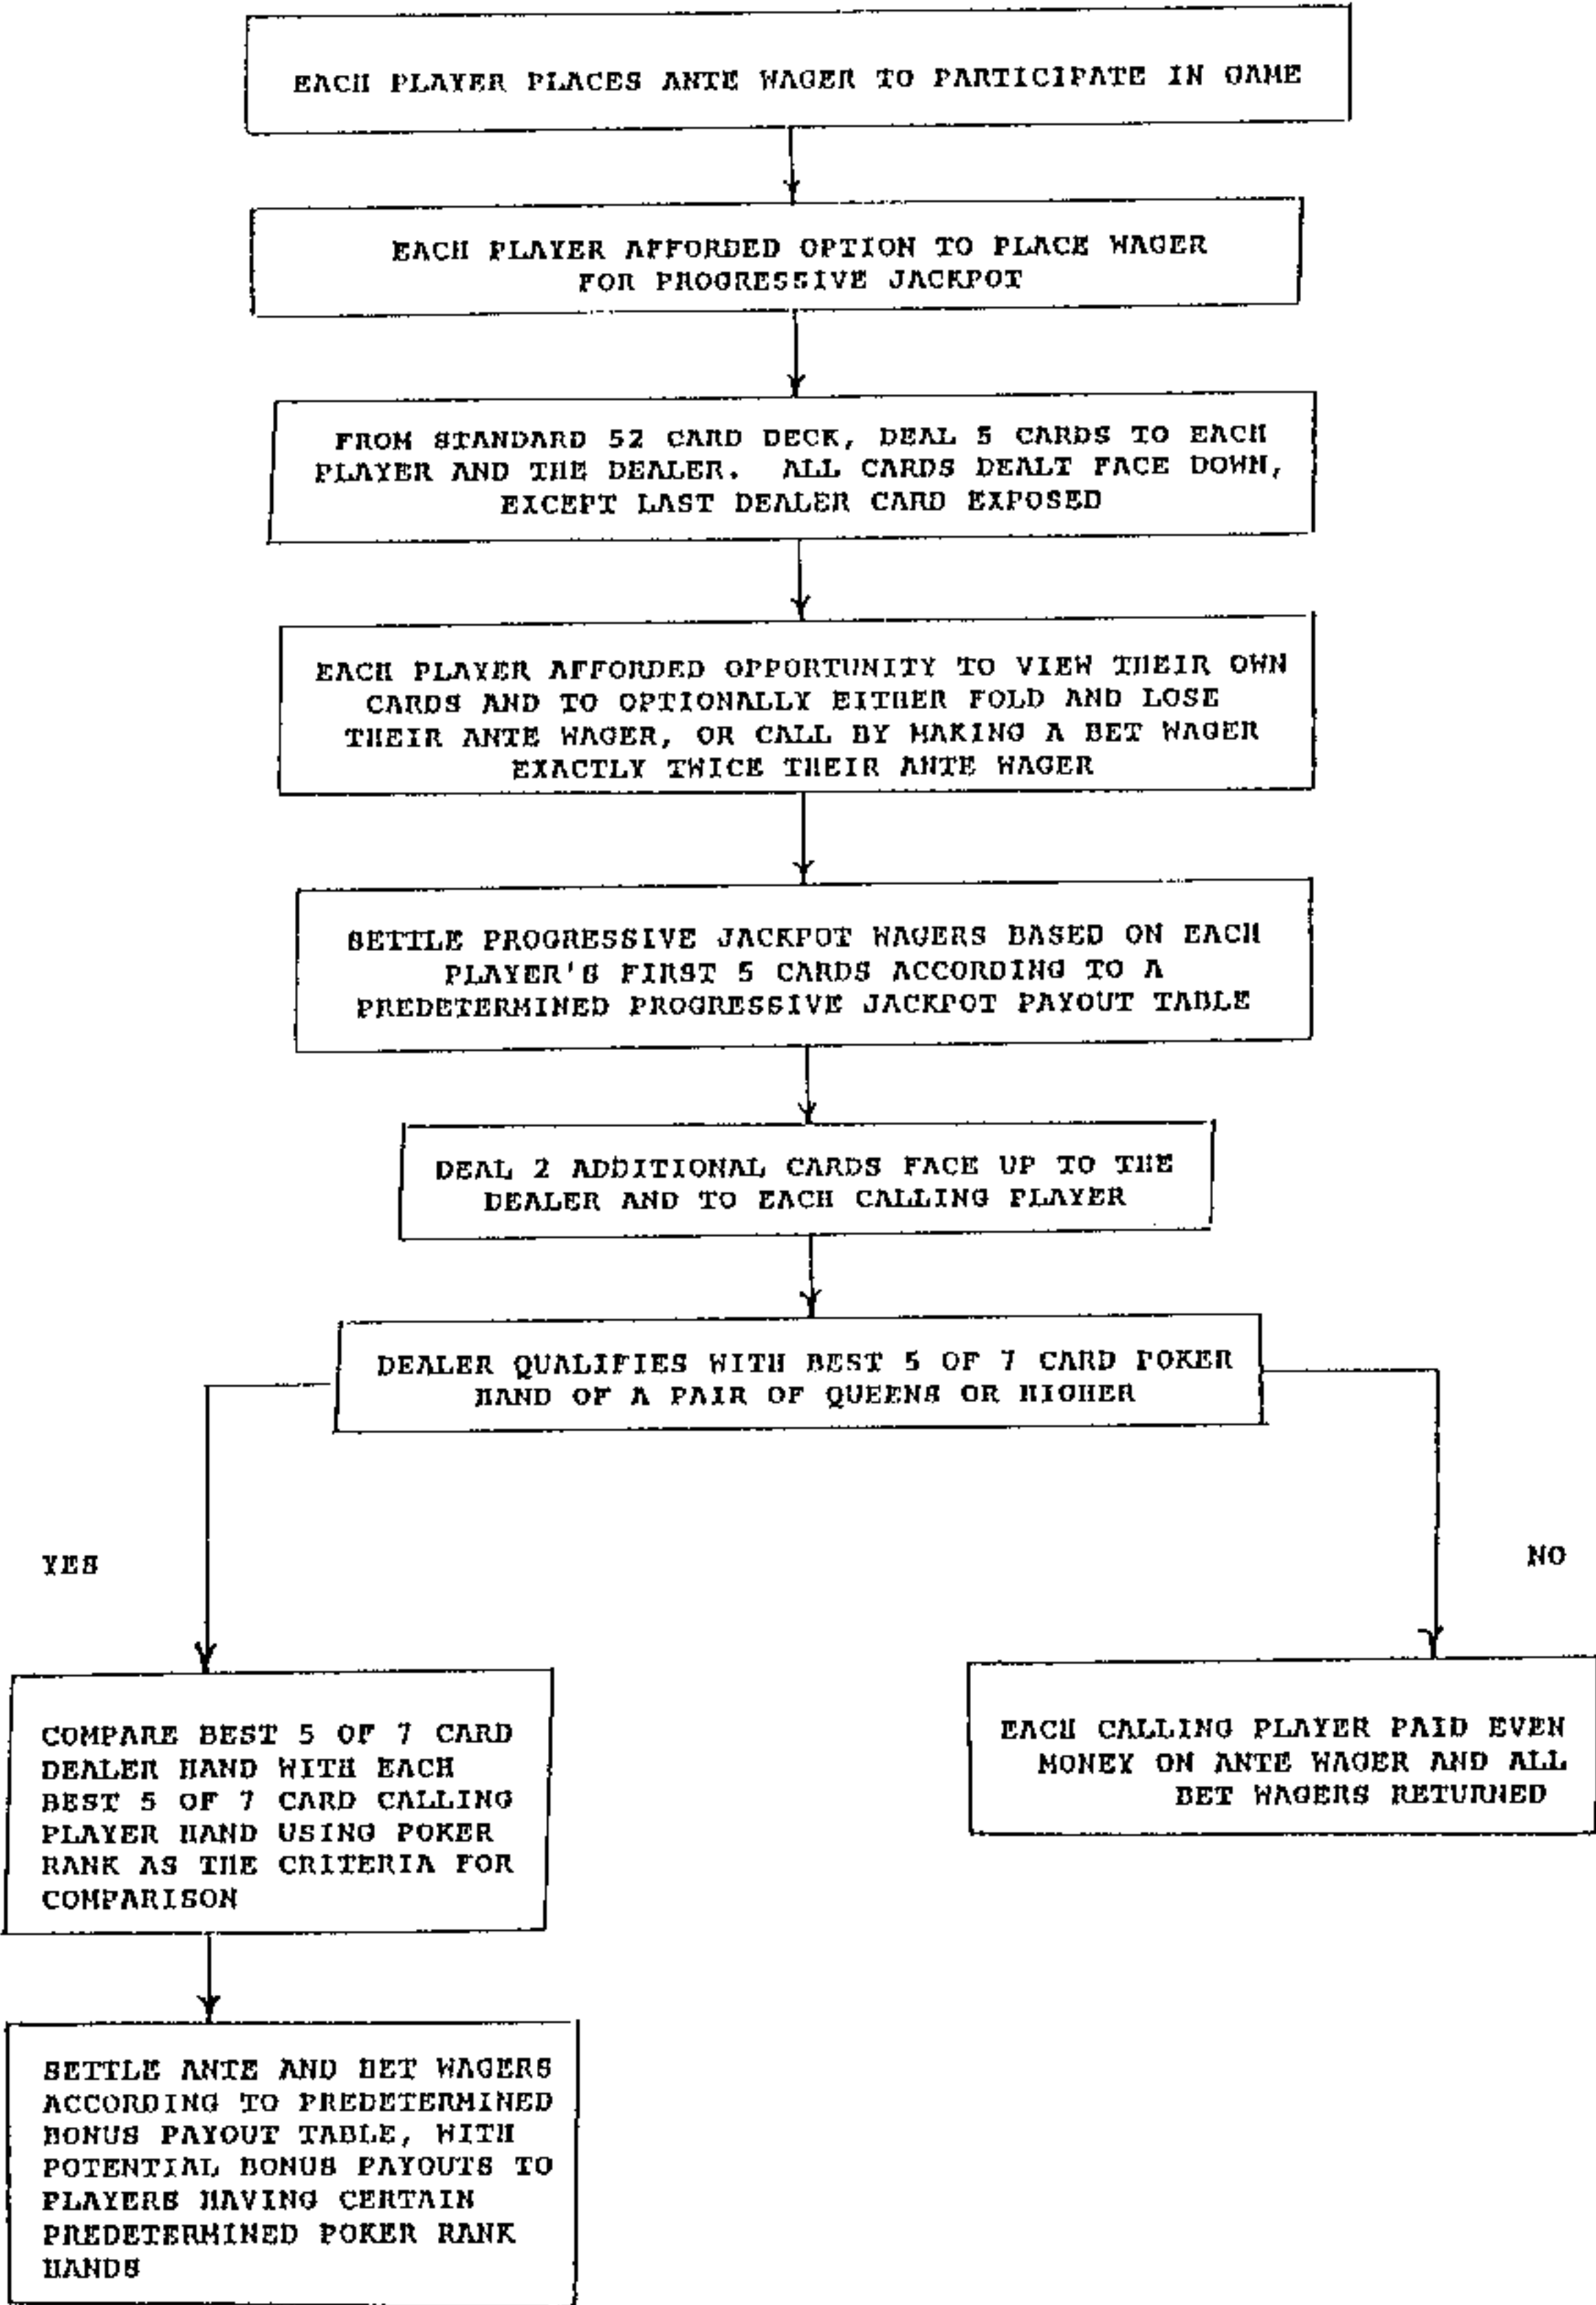 EACH PLAYER PLACES ANTE WAGER TO PARTICIPATE IN GAME
EACH PLAYER AFFORDED OPTION TO PLACE WAGER
FOR PROGRESSIVE JACKPOT
FROM STANDARD 52 CARD DECK, DEAL 5 CARDS TO EACH
PLAYER AND THE DEALER. ALL CARDS DEALT FACE DOWN,
EXCEPT LAST DEALER CARD EXPOSED
EACH PLAYER AFFORDED OPPORTUNITY TO VIEW THEIR OWN
CARDS AND TO OPTIONALLY EITHER FOLD AND LOSE
THEIR ANTE WAGER, OR CALL BY MAKING A BET WAGER
EXACTLY TWICE THEIR ANTE WAGER
SETTLE PROGRESSIVE JACKPOT WAGERS BASED ON EACH
PLAYER'S FIRST 5 CARDS ACCORDING TO A
PREDETERMINED PROGRESSIVE JACKPOT PAYOUT TABLE
DEAL 2 ADDITIONAL CARDS FACE UP TO THE
DEALER AND TO EACH CALLING PLAYER
DEALER QUALIFIES WITH BEST 5 OF 7 CARD POKER
HAND OF A PAIR OF QUEENS OR HIGHER
YES
NO
COMPARE BEST 5 OF 7 CARD
DEALER HAND WITH EACH
BEST 5 OF 7 CARD CALLING
PLAYER HAND USING POKER
RANK AS THE CRITERIA FOR
COMPARISON
EACH CALLING PLAYER PAID EVEN
MONEY ON ANTE WAGER AND ALL
BET WAGERS RETURNED
SETTLE ANTE AND BET WAGERS
ACCORDING TO PREDETERMINED
BONUS PAYOUT TABLE, WITH
POTENTIAL BONUS PAYOUTS TO
PLAYERS HAVING CERTAIN
PREDETERMINED POKER RANK
HANDS